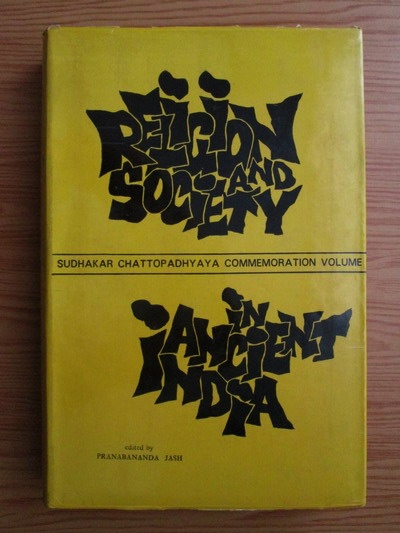 RELIGION
AND
SOCIETY
SUDHAKAR CHATTOPADHYAYA COMMEMORATION VOLUME
IN
ANCIENT
INDIA
edited by
PRANABANANDA JASH